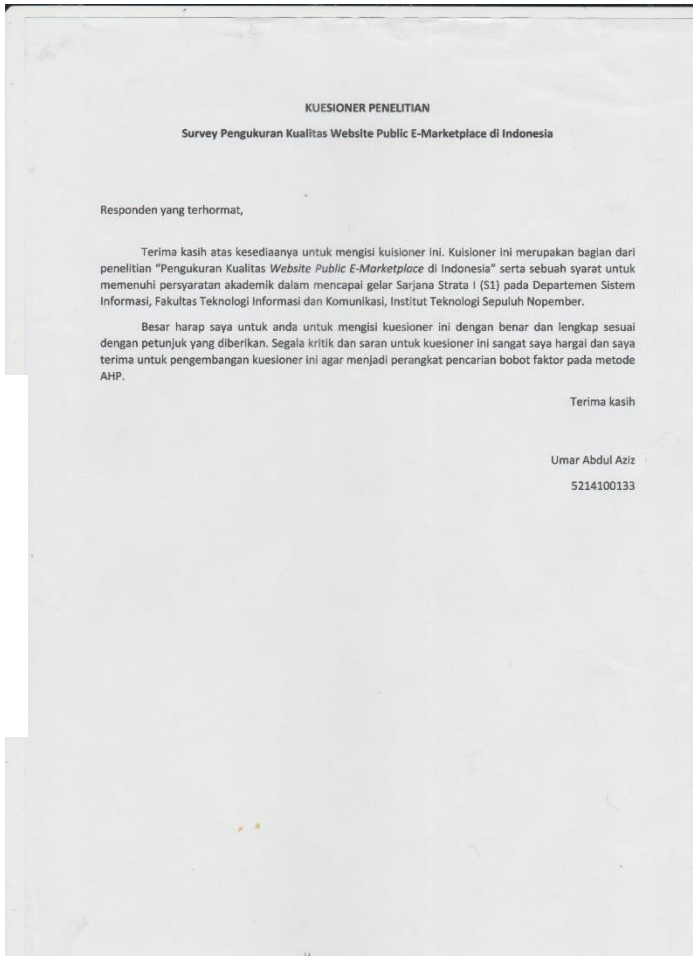 KUESIONER PENELITIAN
Survey Pengukuran Kualitas Website Public E-Marketplace di Indonesia
Responden yang terhormat,
Terima kasih atas kesediaanya untuk mengisi kuisioner ini. Kuisioner ini merupakan bagian dari
penelitian “Pengukuran Kualitas Website Public E-Marketplace di Indonesia” serta sebuah syarat untuk
memenuhi persyaratan akademik dalam mencapai gelar Sarjana Strata I (S1) pada Departemen Sistem
Informasi, Fakultas Teknologi Informasi dan Komunikasi, Institut Teknologi Sepuluh Nopember.
Besar harap saya untuk anda untuk mengisi kuesioner ini dengan benar dan lengkap sesuai
dengan petunjuk yang diberikan. Segala kritik dan saran untuk kuesioner ini sangat saya hargai dan saya
terima untuk pengembangan kuesioner ini agar menjadi perangkat pencarian bobot faktor pada metode
AHP.
Terima kasih
Umar Abdul Aziz
5214100133